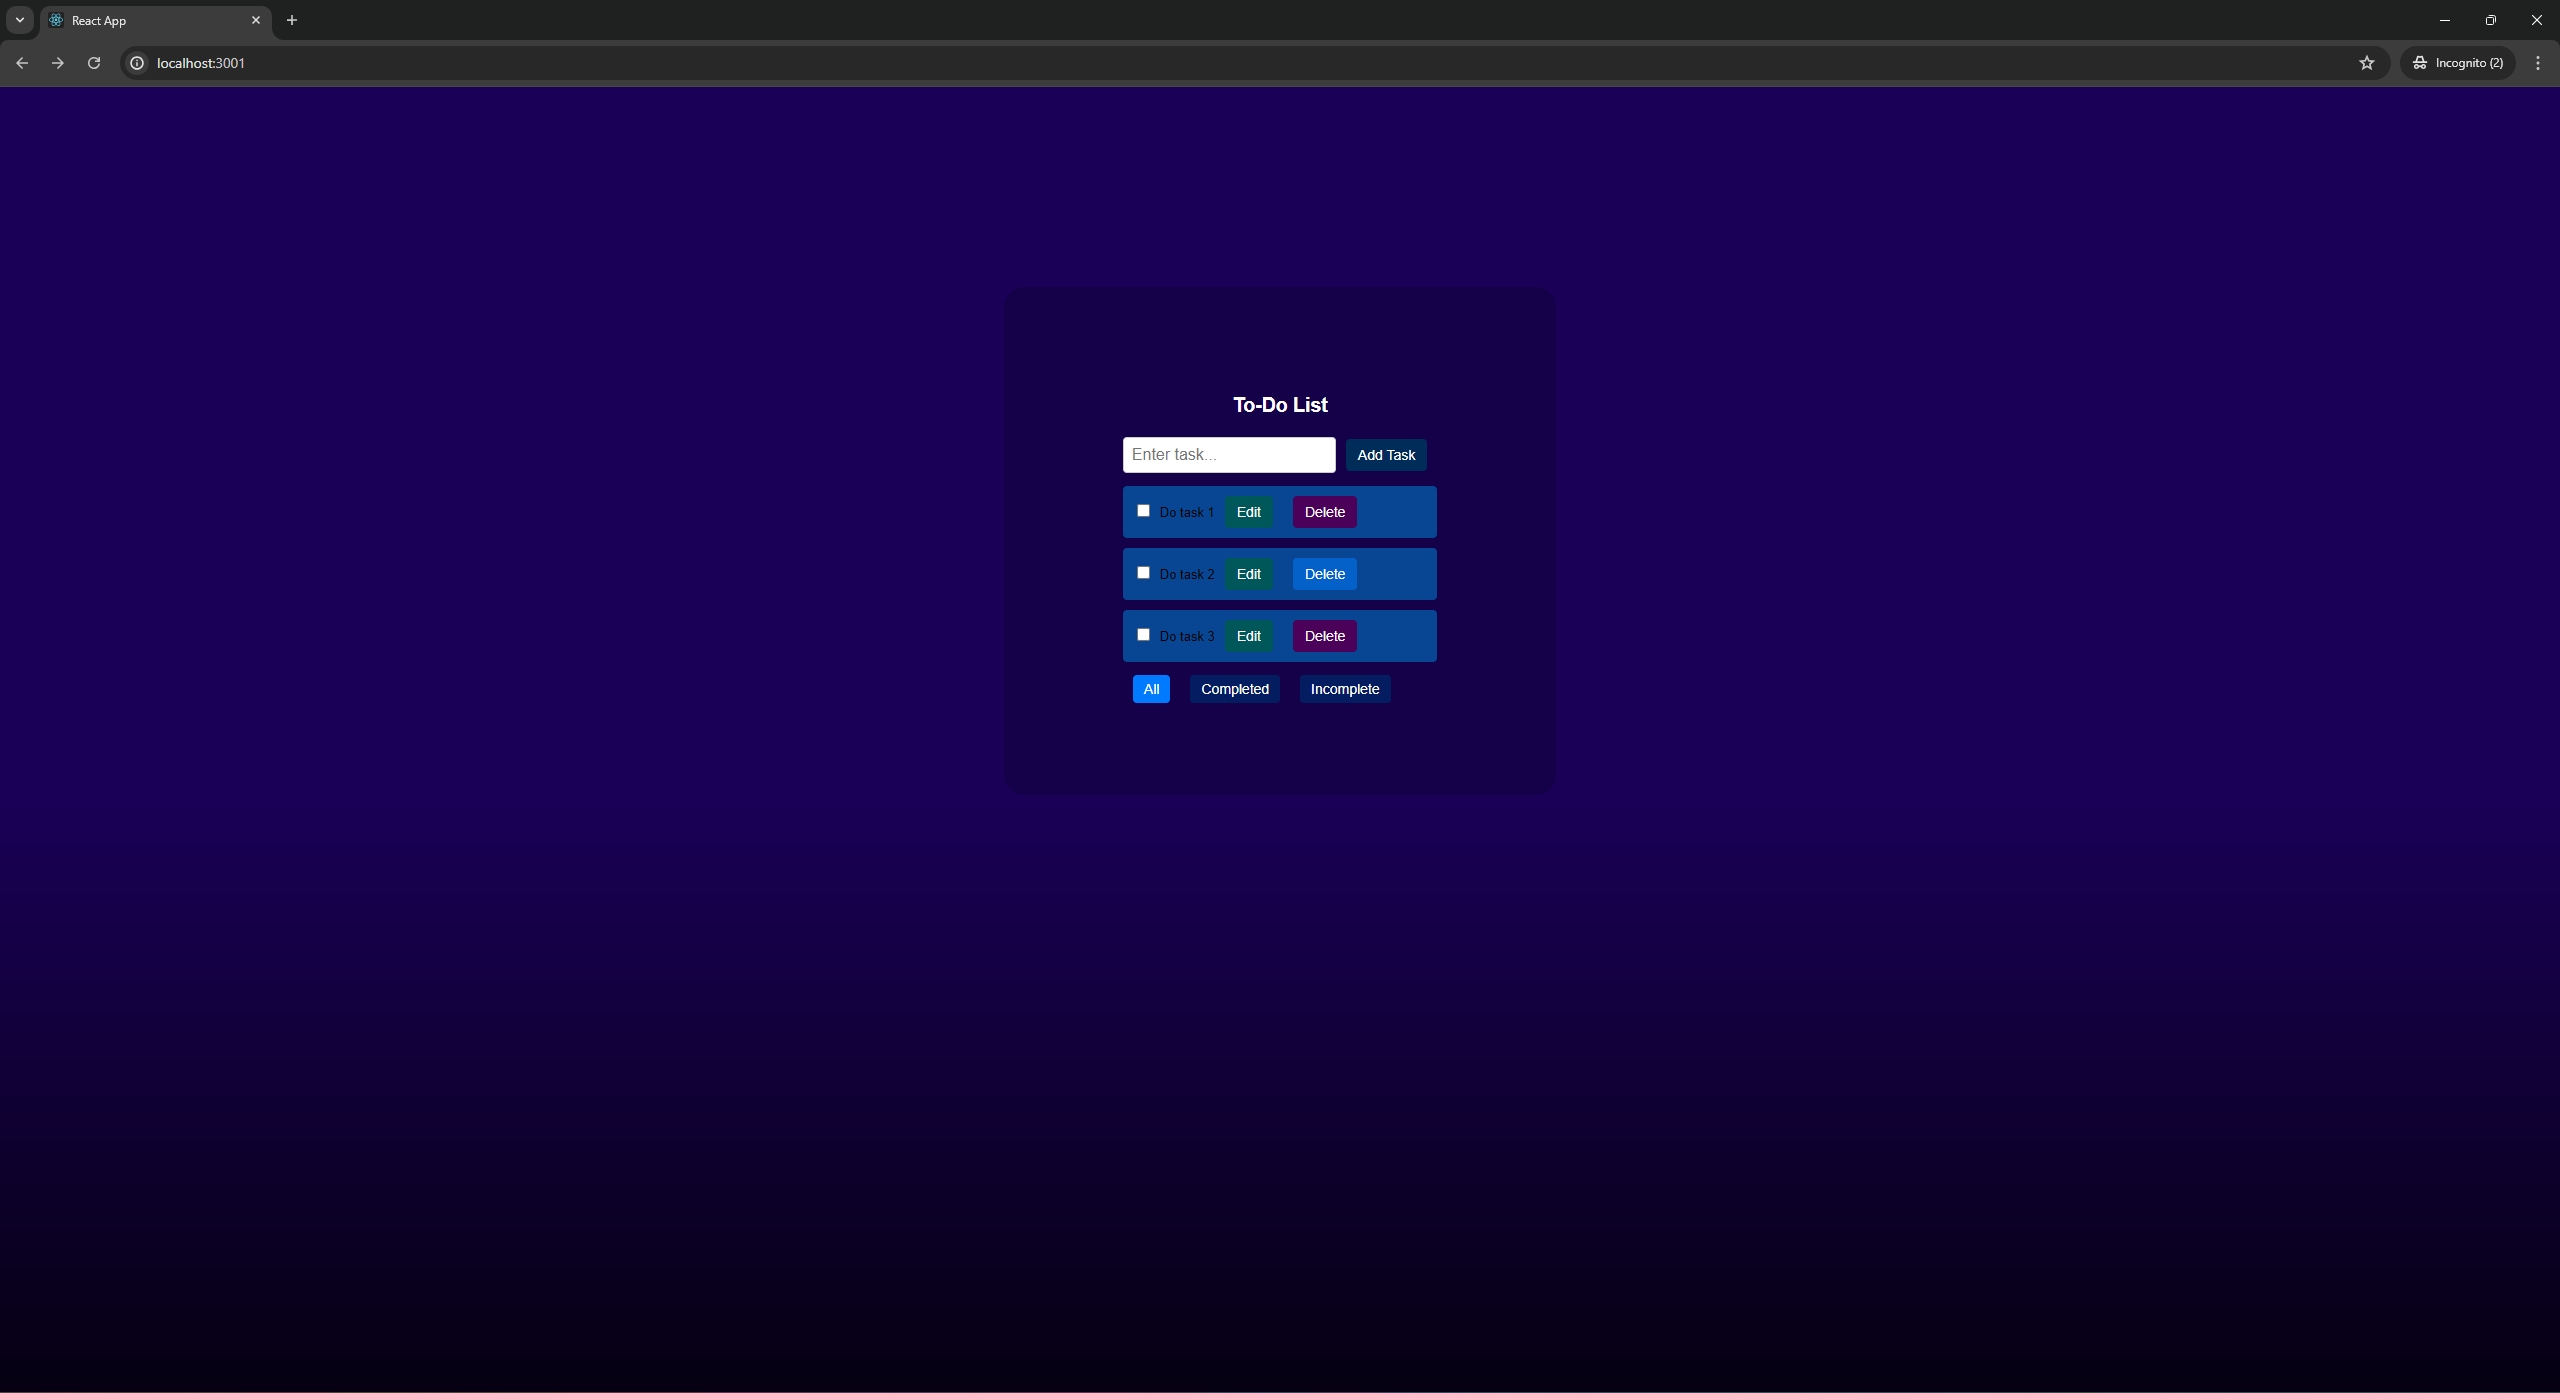 React App
localhost:3001
Incognito (2)
To-Do List
Enter task... Add Task
Do task 1 Edit Delete
Do task 2 Edit Delete
Do task 3 Edit Delete
All Completed Incomplete